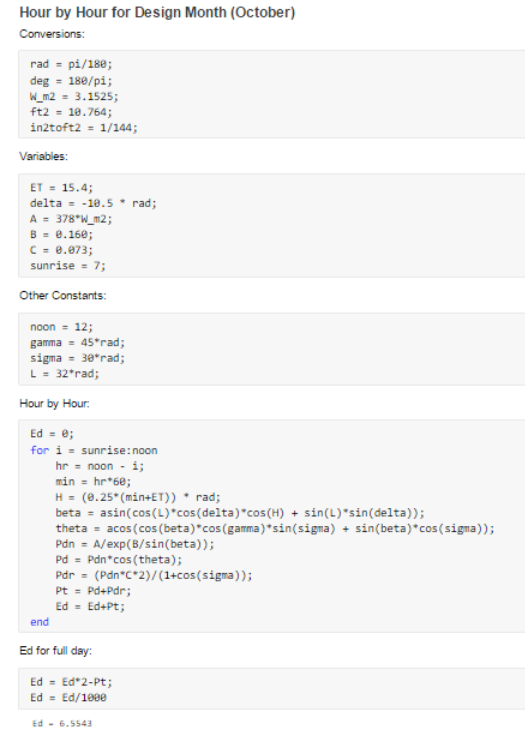 Hour by Hour for Design Month (October)
Conversions:
rad = pi/180;
deg = 180/pi;
W_m2 = 3.1525;
ft2 = 10.764;
in2toft2 = 1/144;
Variables:
ET = 15.4;
delta = -10.5 * rad;
A = 378*W_m2;
B = 0.160;
C = 0.073;
sunrise = 7;
Other Constants:
noon = 12;
gamma = 45*rad;
sigma = 30*rad;
L = 32*rad;
Hour by Hour:
Ed = 0;
for i = sunrise:noon
hr = noon - i;
min = hr*60;
H = (0.25*(min+ET)) * rad;
beta = asin(cos(L)*cos(delta)*cos(H) + sin(L)*sin(delta));
theta = acos(cos(beta)*cos(gamma)*sin(sigma) + sin(beta)*cos(sigma));
Pdn = A/exp(B/sin(beta));
Pd = Pdn*cos(theta);
Pdr = (Pdn*C*2)/(1+cos(sigma));
Pt = Pd+Pdr;
Ed = Ed+Pt;
end
Ed for full day:
Ed = Ed*2-Pt;
Ed = Ed/1000
Ed = 6.5543